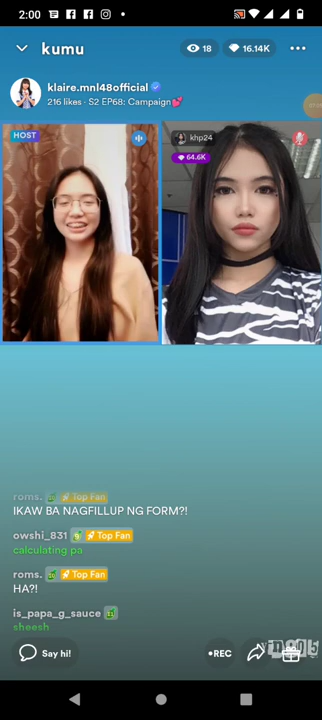 2:00
kumu
18
16.14K
klaire.mnl48official
216 likes · S2 EP68: Campaign💕
HOST
khp24
64.6K
roms. Top Fan
IKAW BA NAGFILLUP NG FORM?!
owshi_831 Top Fan
calculating pa
roms. Top Fan
HA?!
is_papa_g_sauce
sheesh
Say hi!
•REC